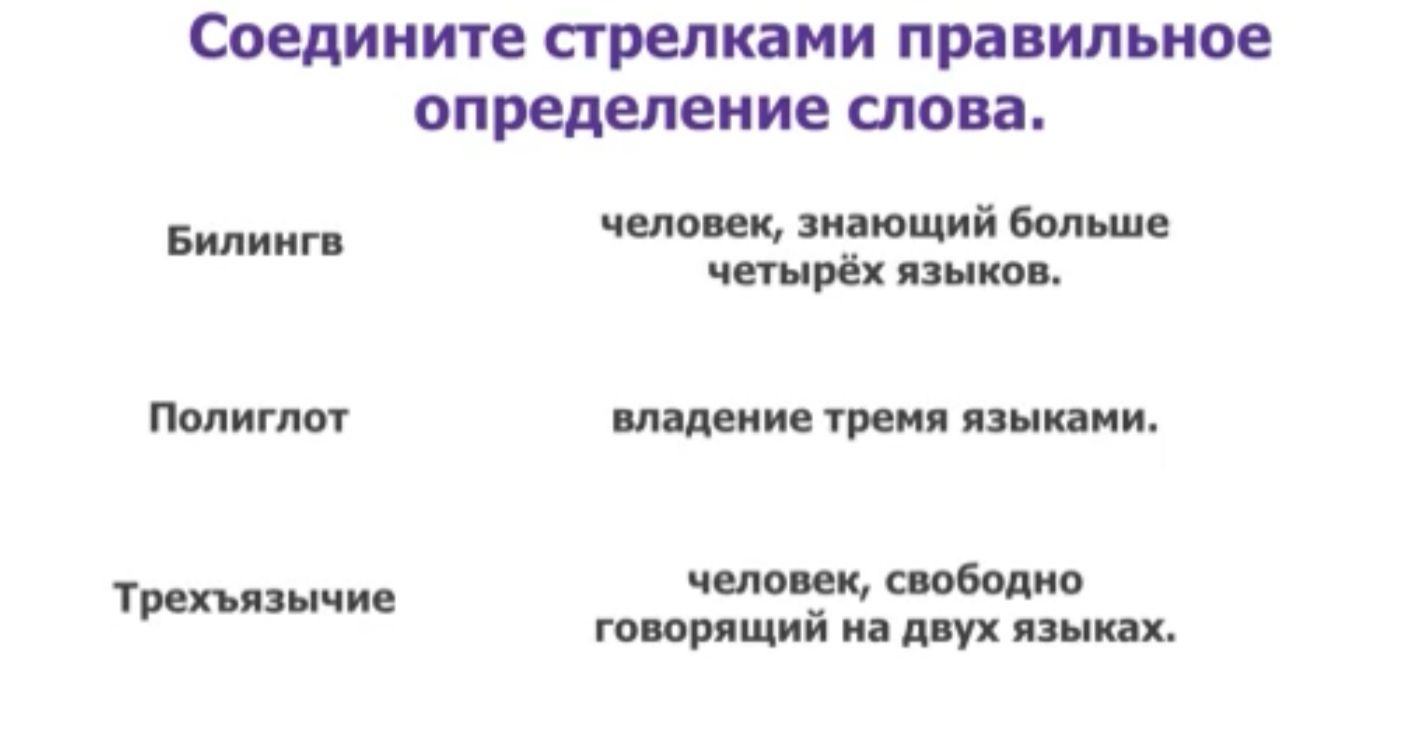 Соедините стрелками правильное
определение слова.
Билингв
человек, знающий больше
четырёх языков.
Полиглот
владение тремя языками.
Трехъязычие
человек, свободно
говорящий на двух языках.